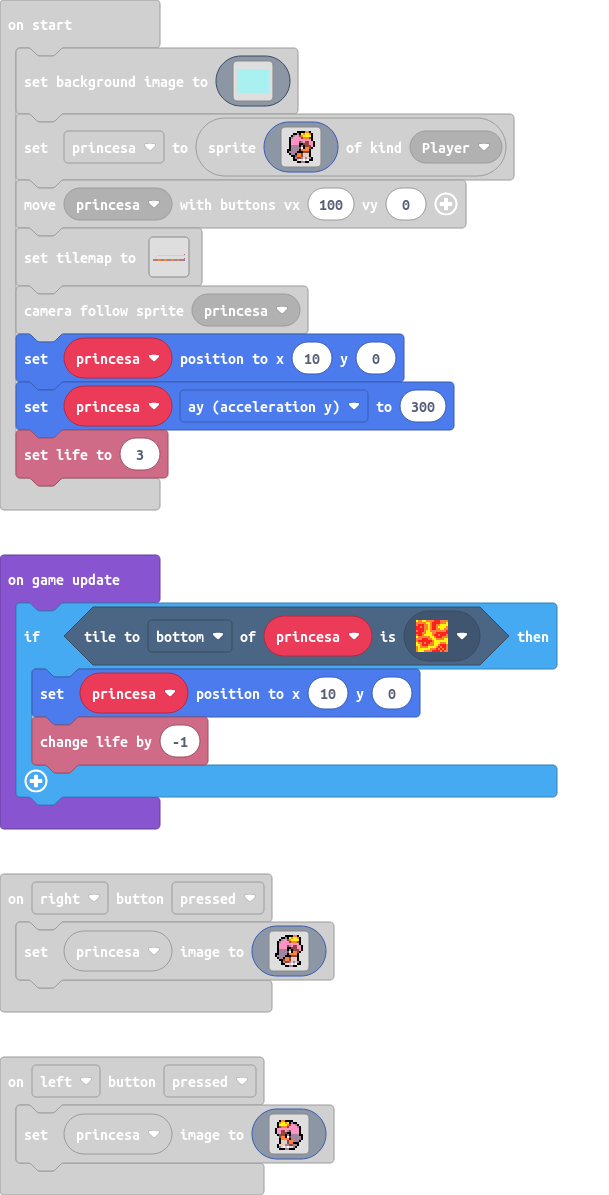 on start
set background image to
set princesa to sprite of kind Player
move princesa with buttons vx 100 vy 0
set tilemap to
camera follow sprite princesa
set princesa position to x 10 y 0
set princesa ay (acceleration y) to 300
set life to 3
on game update
if tile to bottom of princesa is then
set princesa position to x 10 y 0
change life by -1
on right button pressed
set princesa image to
on left button pressed
set princesa image to